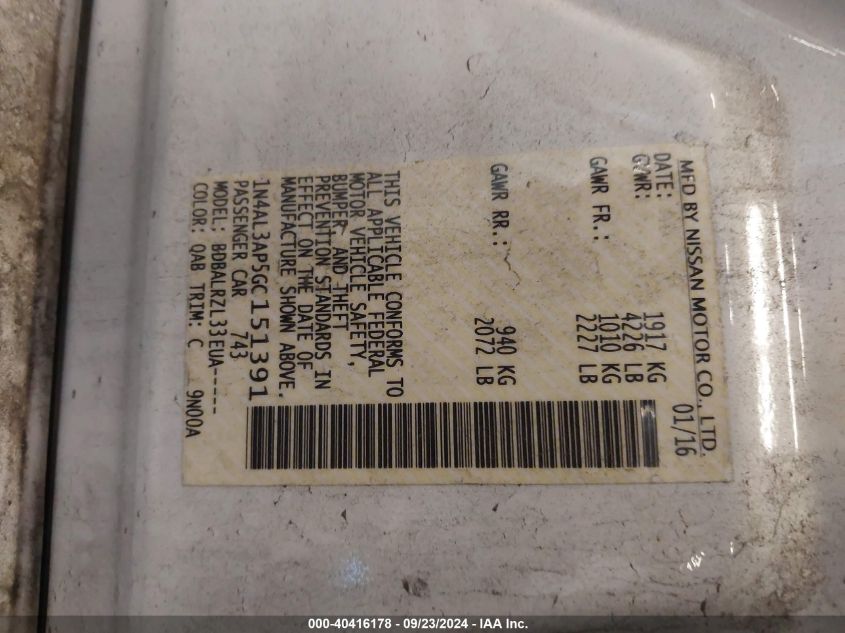 MFD BY NISSAN MOTOR CO., LTD.
DATE: 01/16
GVWR: 1917 KG
4226 LB
GAWR FR.: 1010 KG
2227 LB
GAWR RR.: 940 KG
2072 LB
THIS VEHICLE CONFORMS TO
ALL APPLICABLE FEDERAL
MOTOR VEHICLE SAFETY,
BUMPER, AND THEFT
PREVENTION STANDARDS IN
EFFECT ON THE DATE OF
MANUFACTURE SHOWN ABOVE.
1N4AL3AP5GC151391
PASSENGER CAR 743
MODEL: BDBALRZL33EUA-----
COLOR: QAB TRIM: C 9N00A
000-40416178 - 09/23/2024 - IAA Inc.